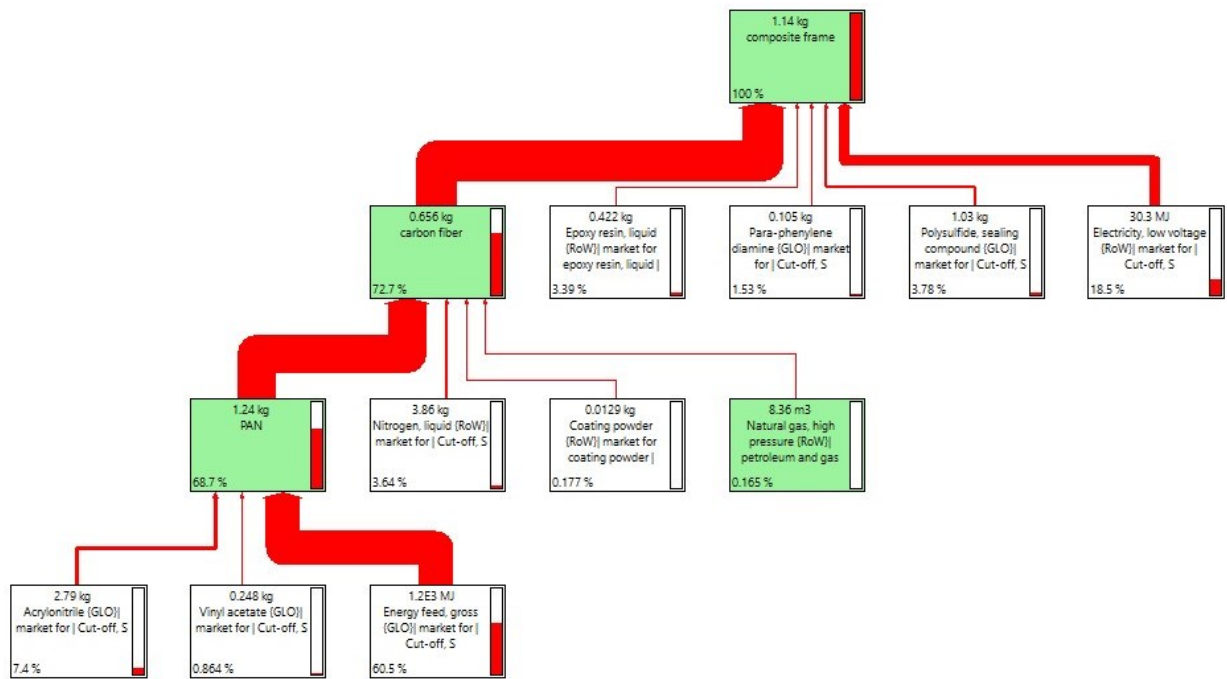 1.14 kg
composite frame
100 %
0.656 kg
carbon fiber
72.7 %
0.422 kg
Epoxy resin, liquid
{RoW}| market for
epoxy resin, liquid |
3.39 %
0.105 kg
Para-phenylene
diamine {GLO}| market
for | Cut-off, S
1.53 %
1.03 kg
Polysulfide, sealing
compound {GLO}|
market for | Cut-off, S
3.78 %
30.3 MJ
Electricity, low voltage
{RoW}| market for |
Cut-off, S
18.5 %
1.24 kg
PAN
68.7 %
3.86 kg
Nitrogen, liquid {RoW}|
market for | Cut-off, S
3.64 %
0.0129 kg
Coating powder
{RoW}| market for
coating powder |
0.177 %
8.36 m3
Natural gas, high
pressure {RoW}|
petroleum and gas
0.165 %
2.79 kg
Acrylonitrile {GLO}|
market for | Cut-off, S
7.4 %
0.248 kg
Vinyl acetate {GLO}|
market for | Cut-off, S
0.864 %
1.2E3 MJ
Energy feed, gross
{GLO}| market for |
Cut-off, S
60.5 %